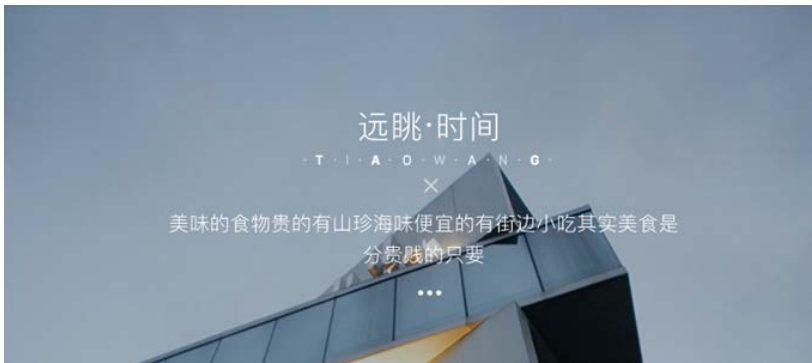 远眺·时间
·T·I·A·O·W·A·N·G·
×
美味的食物贵的有山珍海味便宜的有街边小吃其实美食是
分贵贱的只要
•••